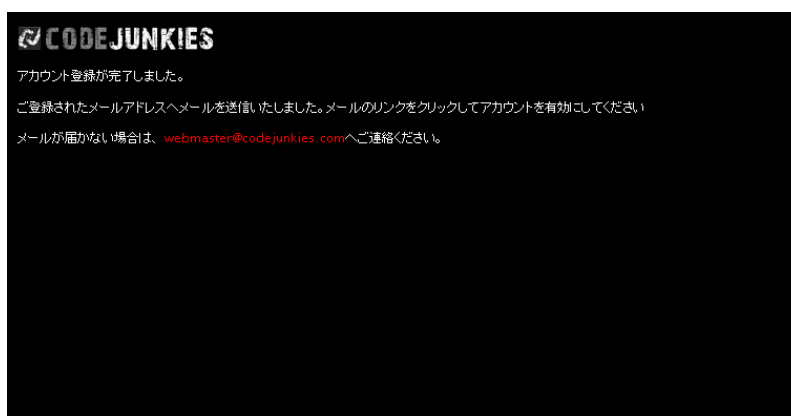 CODEJUNKIES
アカウント登録が完了しました。
ご登録されたメールアドレスへメールを送信いたしました。メールのリンクをクリックしてアカウントを有効にしてください
メールが届かない場合は、webmaster@codejunkies.comへご連絡ください。